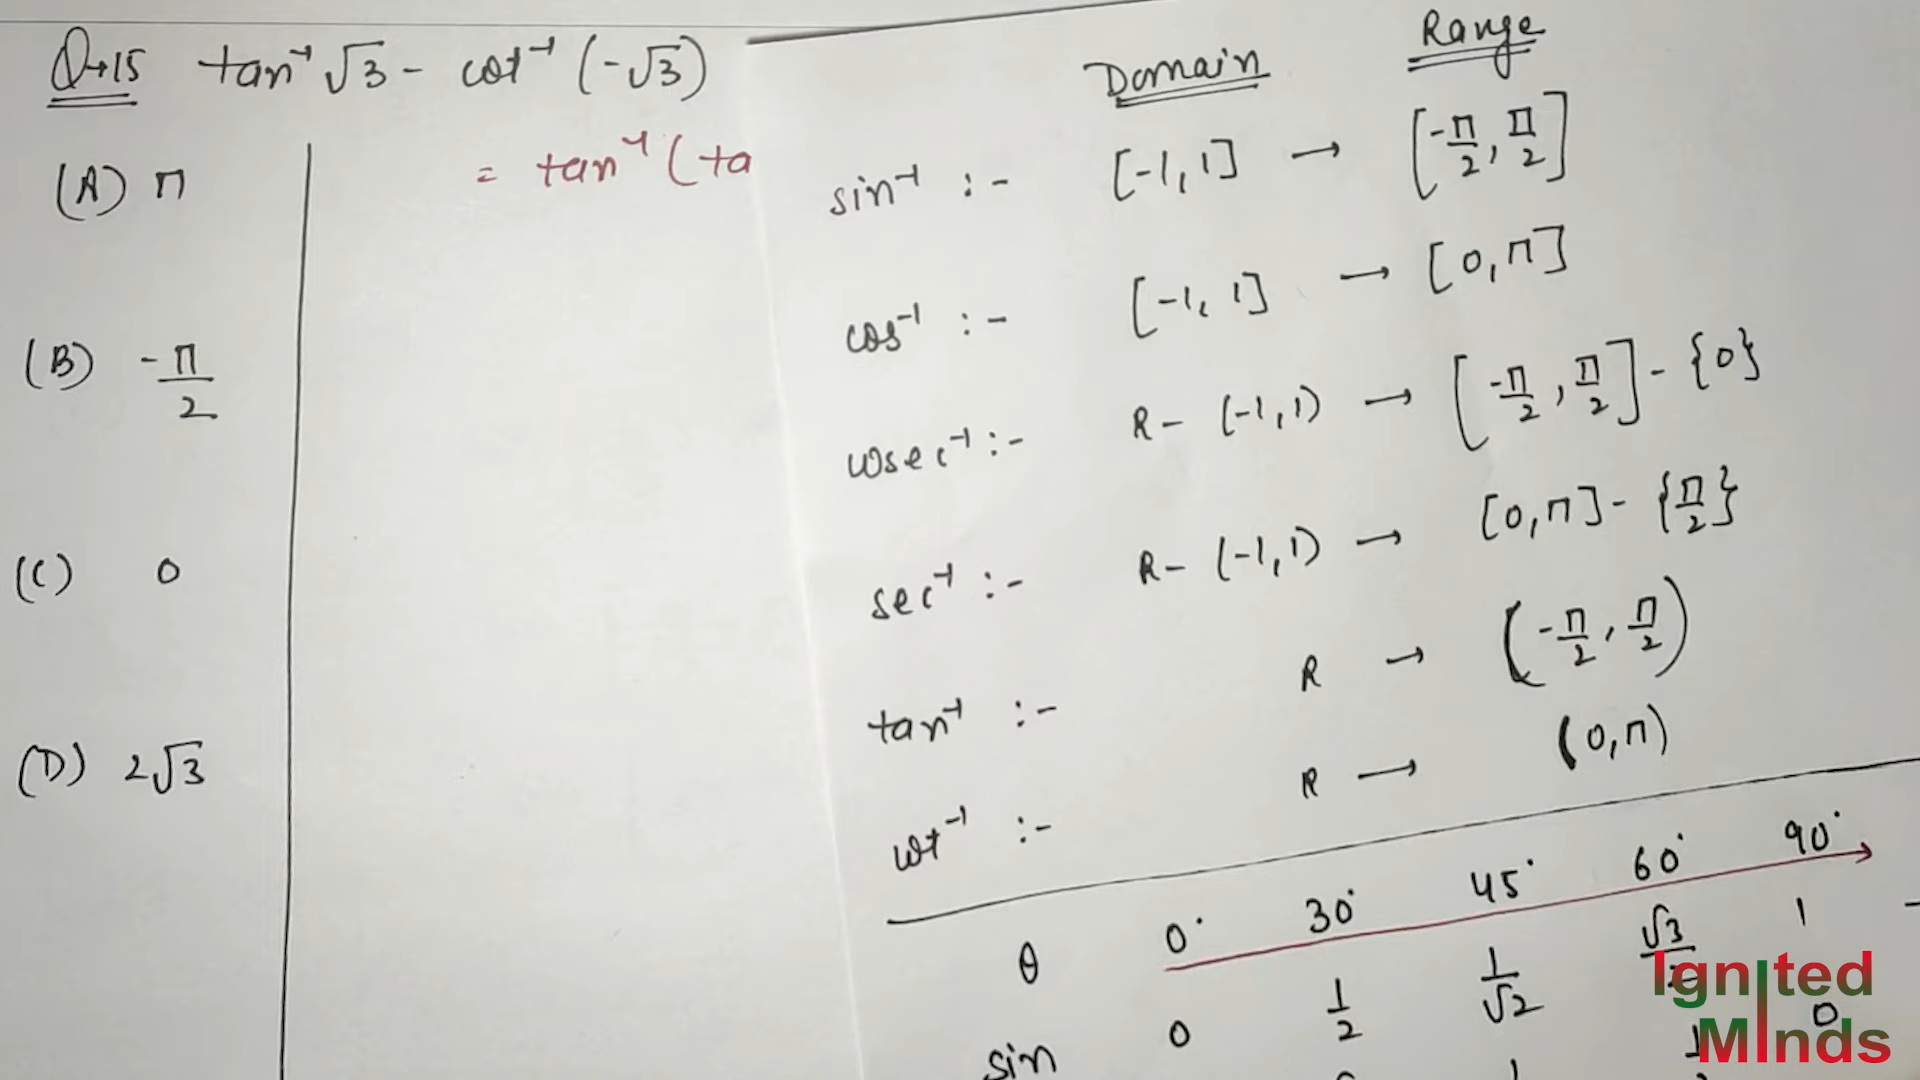 Q→15 tan⁻¹ √3 - cot⁻¹ (-√3)
= tan⁻¹ (ta
(A) π
(B) -π/2
(C) 0
(D) 2√3
Domain Range
sin⁻¹ :- [-1, 1] → [-π/2, π/2]
cos⁻¹ :- [-1, 1] → [0, π]
cosec⁻¹ :- R - (-1, 1) → [-π/2, π/2] - {0}
sec⁻¹ :- R - (-1, 1) → [0, π] - {π/2}
tan⁻¹ :- R → (-π/2, π/2)
cot⁻¹ :- R → (0, π)
θ 0° 30° 45° 60° 90°
sin 0 1/2 1/√2 √3/2 1
0
Ignited
Minds